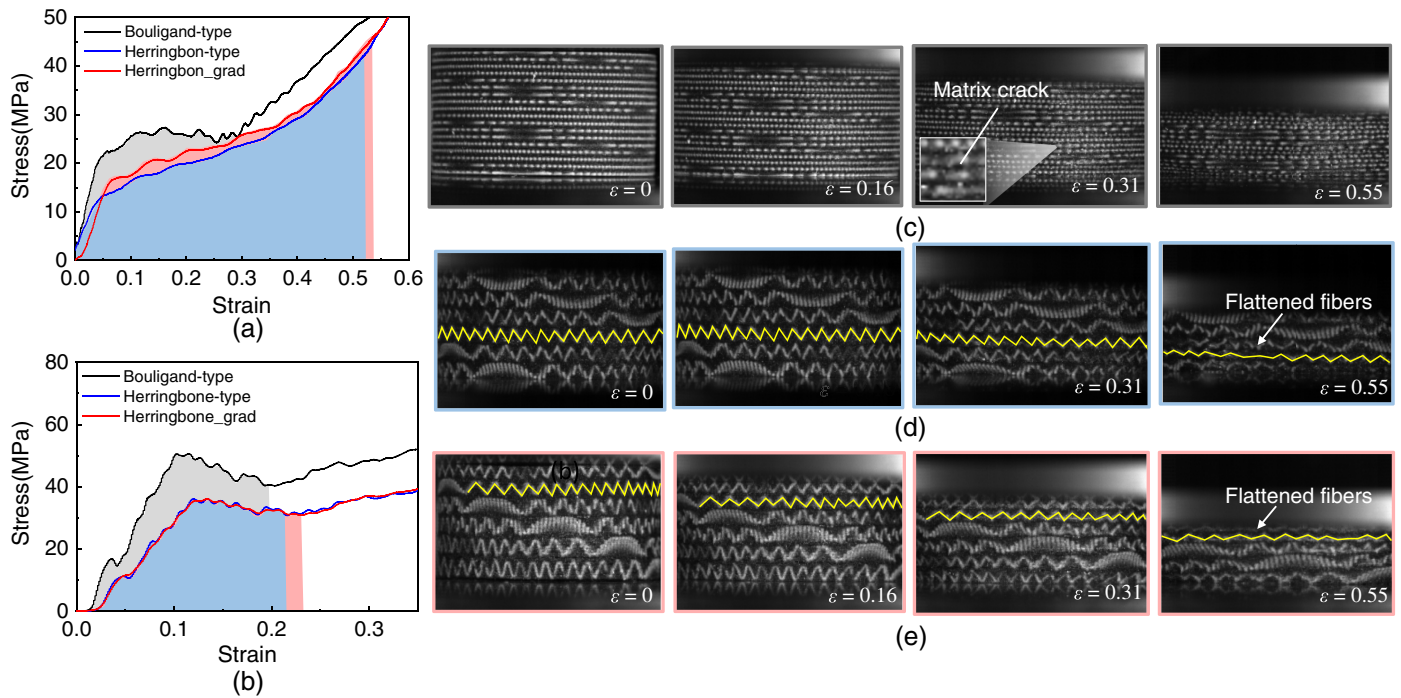 50
40
30
20
10
0
Stress(MPa)
Bouligand-type
Herringbon-type
Herringbon_grad
0.0 0.1 0.2 0.3 0.4 0.5 0.6
Strain
(a)
80
60
40
20
0
Stress(MPa)
Bouligand-type
Herringbone-type
Herringbone_grad
0.0 0.1 0.2 0.3
Strain
(b)
ε = 0
ε = 0.16
Matrix crack
ε = 0.31
ε = 0.55
(c)
ε = 0
ε
ε = 0.31
Flattened fibers
ε = 0.55
(d)
(b)
ε = 0
ε = 0.16
ε = 0.31
Flattened fibers
ε = 0.55
(e)